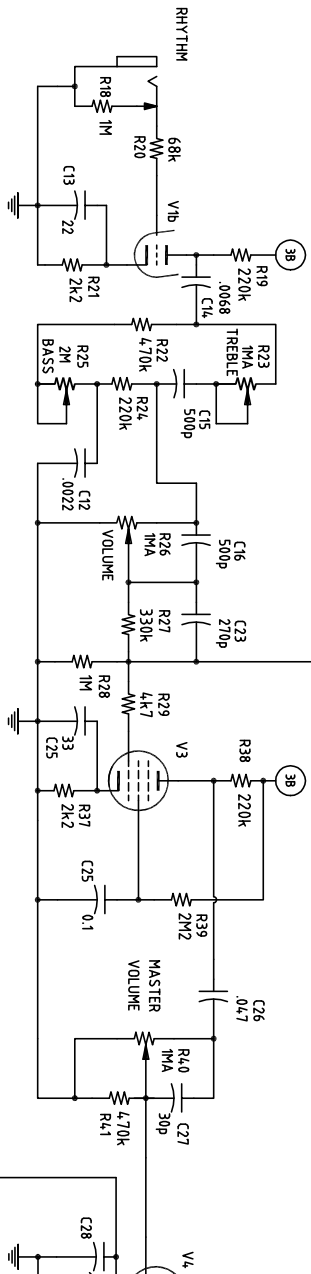 RHYTHM
R18
1M
68k
R20
C13
22
V1b
R21
2k2
3B
R19
220k
C14
.0068
R22
470k
R23
1MA
TREBLE
R25
2M
BASS
R24
220k
C15
500p
C12
.0022
R26
1MA
VOLUME
C16
500p
R27
330k
C23
270p
R28
1M
R29
4k7
33
C25
V3
R37
2k2
R38
220k
3B
C25
0.1
R39
2M2
MASTER
VOLUME
C26
.047
R40
1MA
C27
30p
470k
R41
C28
V4